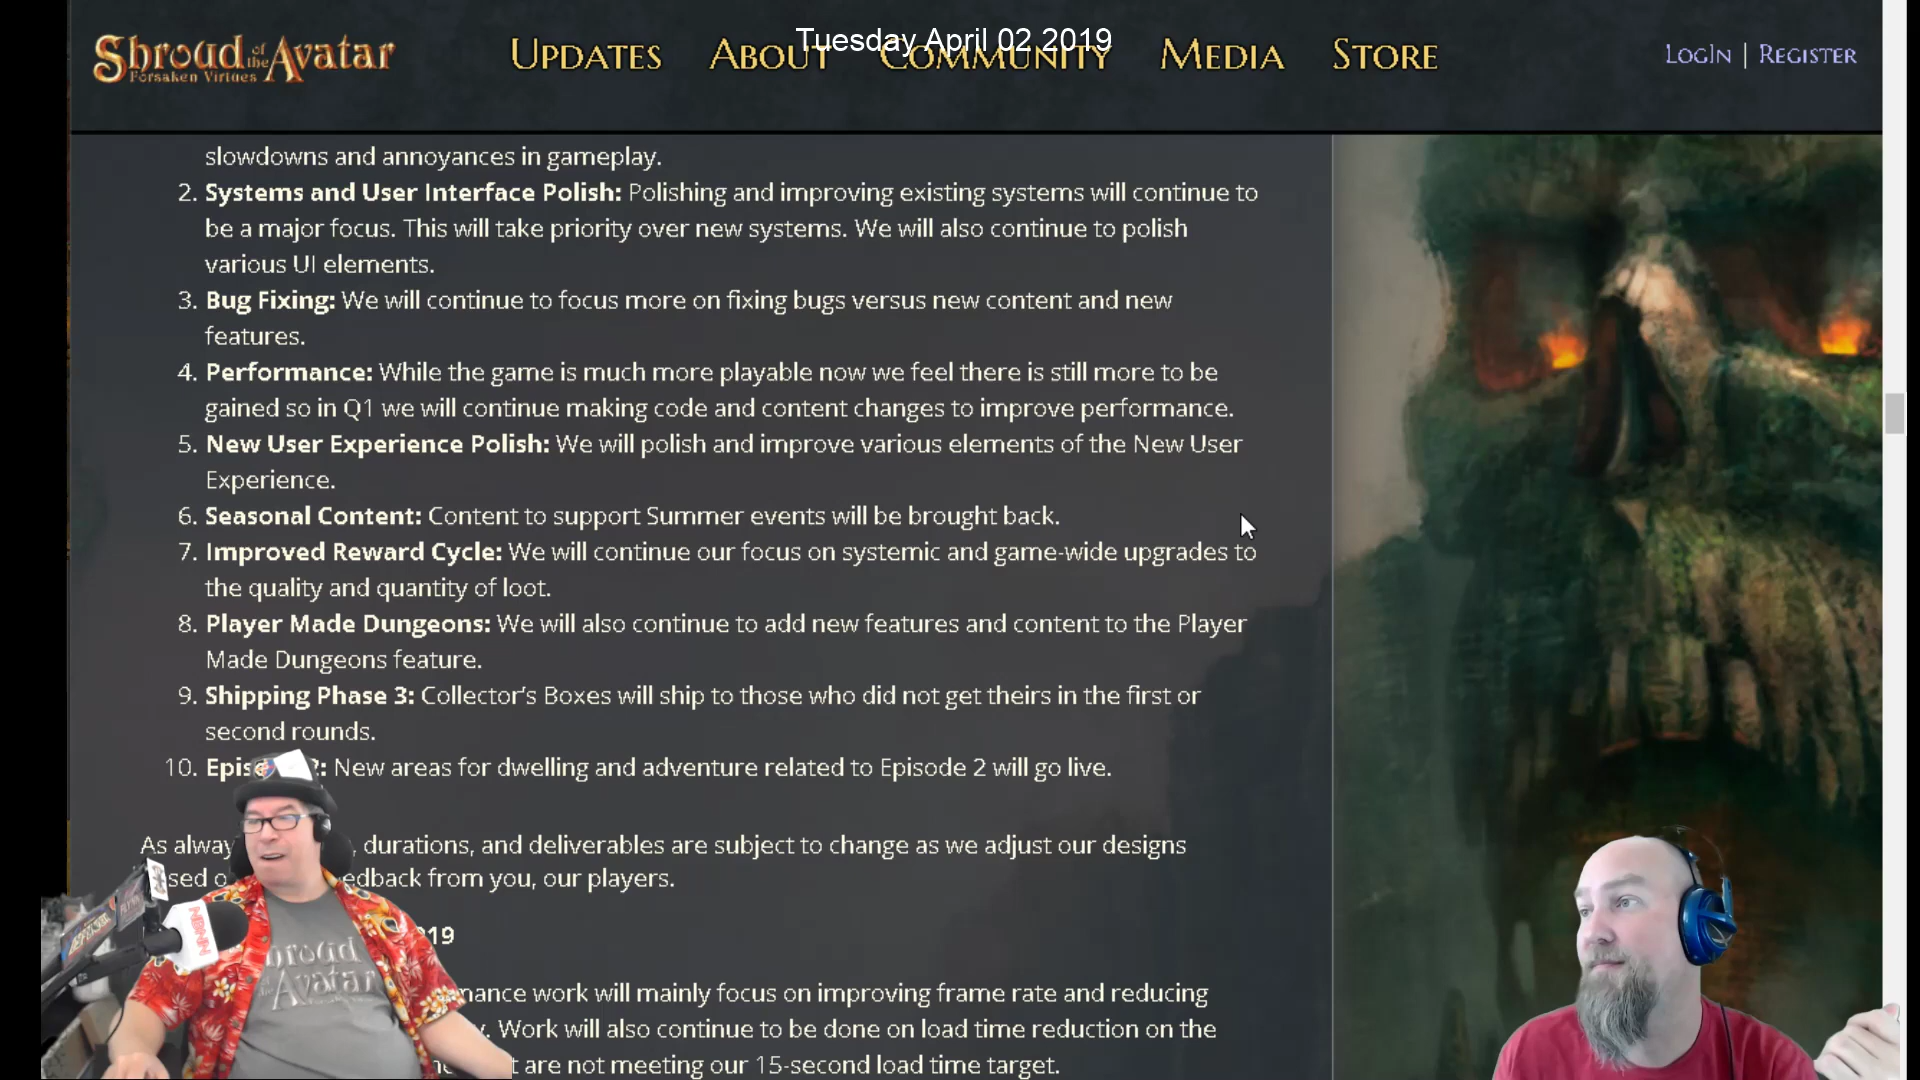 Tuesday April 02 2019
Shroud of the Avatar
Forsaken Virtues
UPDATES ABOUT COMMUNITY MEDIA STORE
LOGIN | REGISTER
slowdowns and annoyances in gameplay.
2. Systems and User Interface Polish: Polishing and improving existing systems will continue to
be a major focus. This will take priority over new systems. We will also continue to polish
various UI elements.
3. Bug Fixing: We will continue to focus more on fixing bugs versus new content and new
features.
4. Performance: While the game is much more playable now we feel there is still more to be
gained so in Q1 we will continue making code and content changes to improve performance.
5. New User Experience Polish: We will polish and improve various elements of the New User
Experience.
6. Seasonal Content: Content to support Summer events will be brought back.
7. Improved Reward Cycle: We will continue our focus on systemic and game-wide upgrades to
the quality and quantity of loot.
8. Player Made Dungeons: We will also continue to add new features and content to the Player
Made Dungeons feature.
9. Shipping Phase 3: Collector's Boxes will ship to those who did not get theirs in the first or
second rounds.
10. New areas for dwelling and adventure related to Episode 2 will go live.
As durations, and deliverables are subject to change as we adjust our designs
from you, our players.
work will mainly focus on improving frame rate and reducing
Work will also continue to be done on load time reduction on the
are not meeting our 15-second load time target.
NBNN
Shroud
of the
Avatar